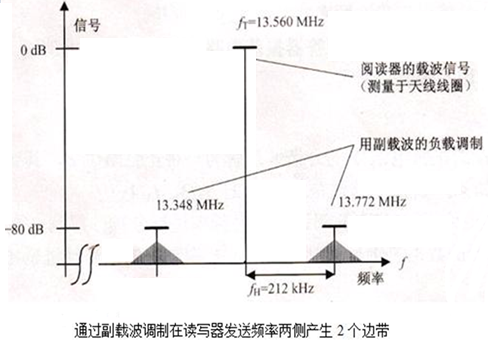 信号
fT=13.560 MHz
0 dB
阅读器的载波信号
(测量于天线线圈)
用副载波的负载调制
13.348 MHz
13.772 MHz
-80 dB
f
频率
fH=212 kHz
通过副载波调制在读写器发送频率两侧产生 2 个边带